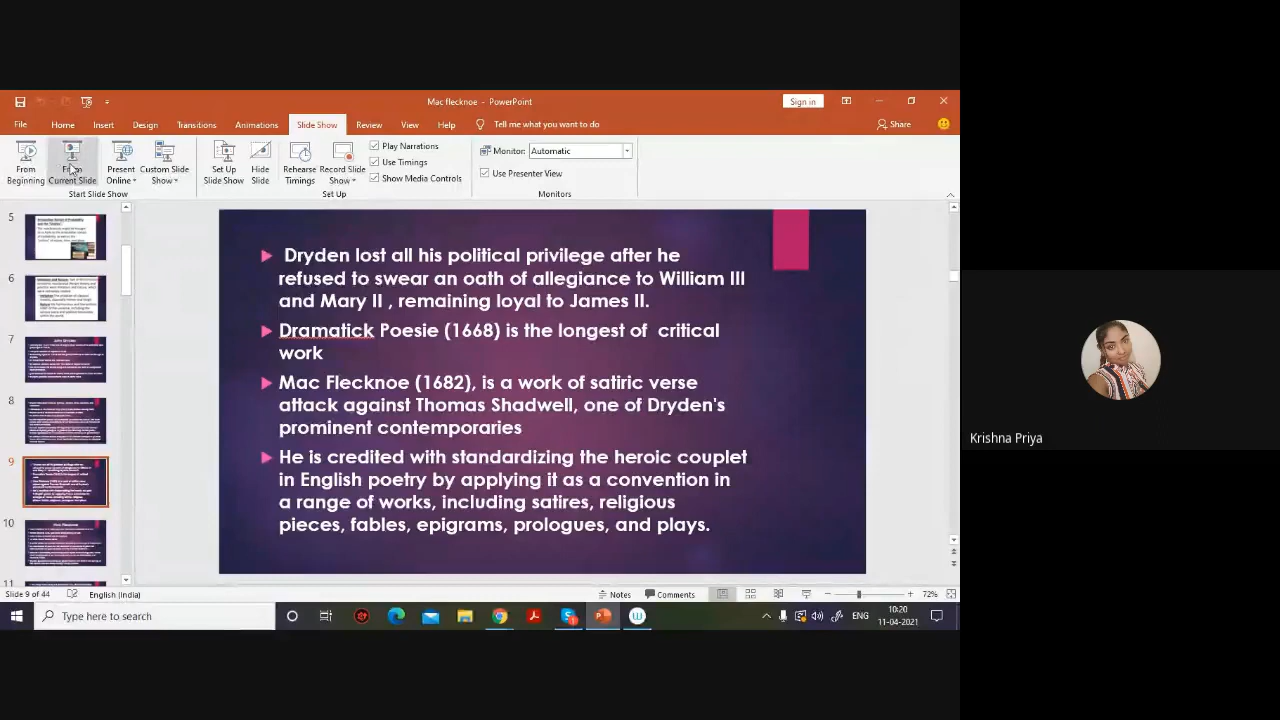 Mac flecknoe - PowerPoint
Sign in
File Home Insert Design Transitions Animations Slide Show Review View Help Tell me what you want to do Share
From Beginning
From Current Slide
Present Online
Custom Slide Show
Start Slide Show
Set Up Slide Show
Hide Slide
Rehearse Timings
Record Slide Show
Play Narrations
Use Timings
Show Media Controls
Set Up
Monitor: Automatic
Use Presenter View
Monitors
5
6
7
8
9
10
11
Dryden lost all his political privilege after he
refused to swear an oath of allegiance to William III
and Mary II , remaining loyal to James II.
Dramatick Poesie (1668) is the longest of critical
work
Mac Flecknoe (1682), is a work of satiric verse
attack against Thomas Shadwell, one of Dryden's
prominent contemporaries
He is credited with standardizing the heroic couplet
in English poetry by applying it as a convention in
a range of works, including satires, religious
pieces, fables, epigrams, prologues, and plays.
Krishna Priya
Slide 9 of 44 English (India) Notes Comments 72%
Type here to search
ENG
10:20
11-04-2021